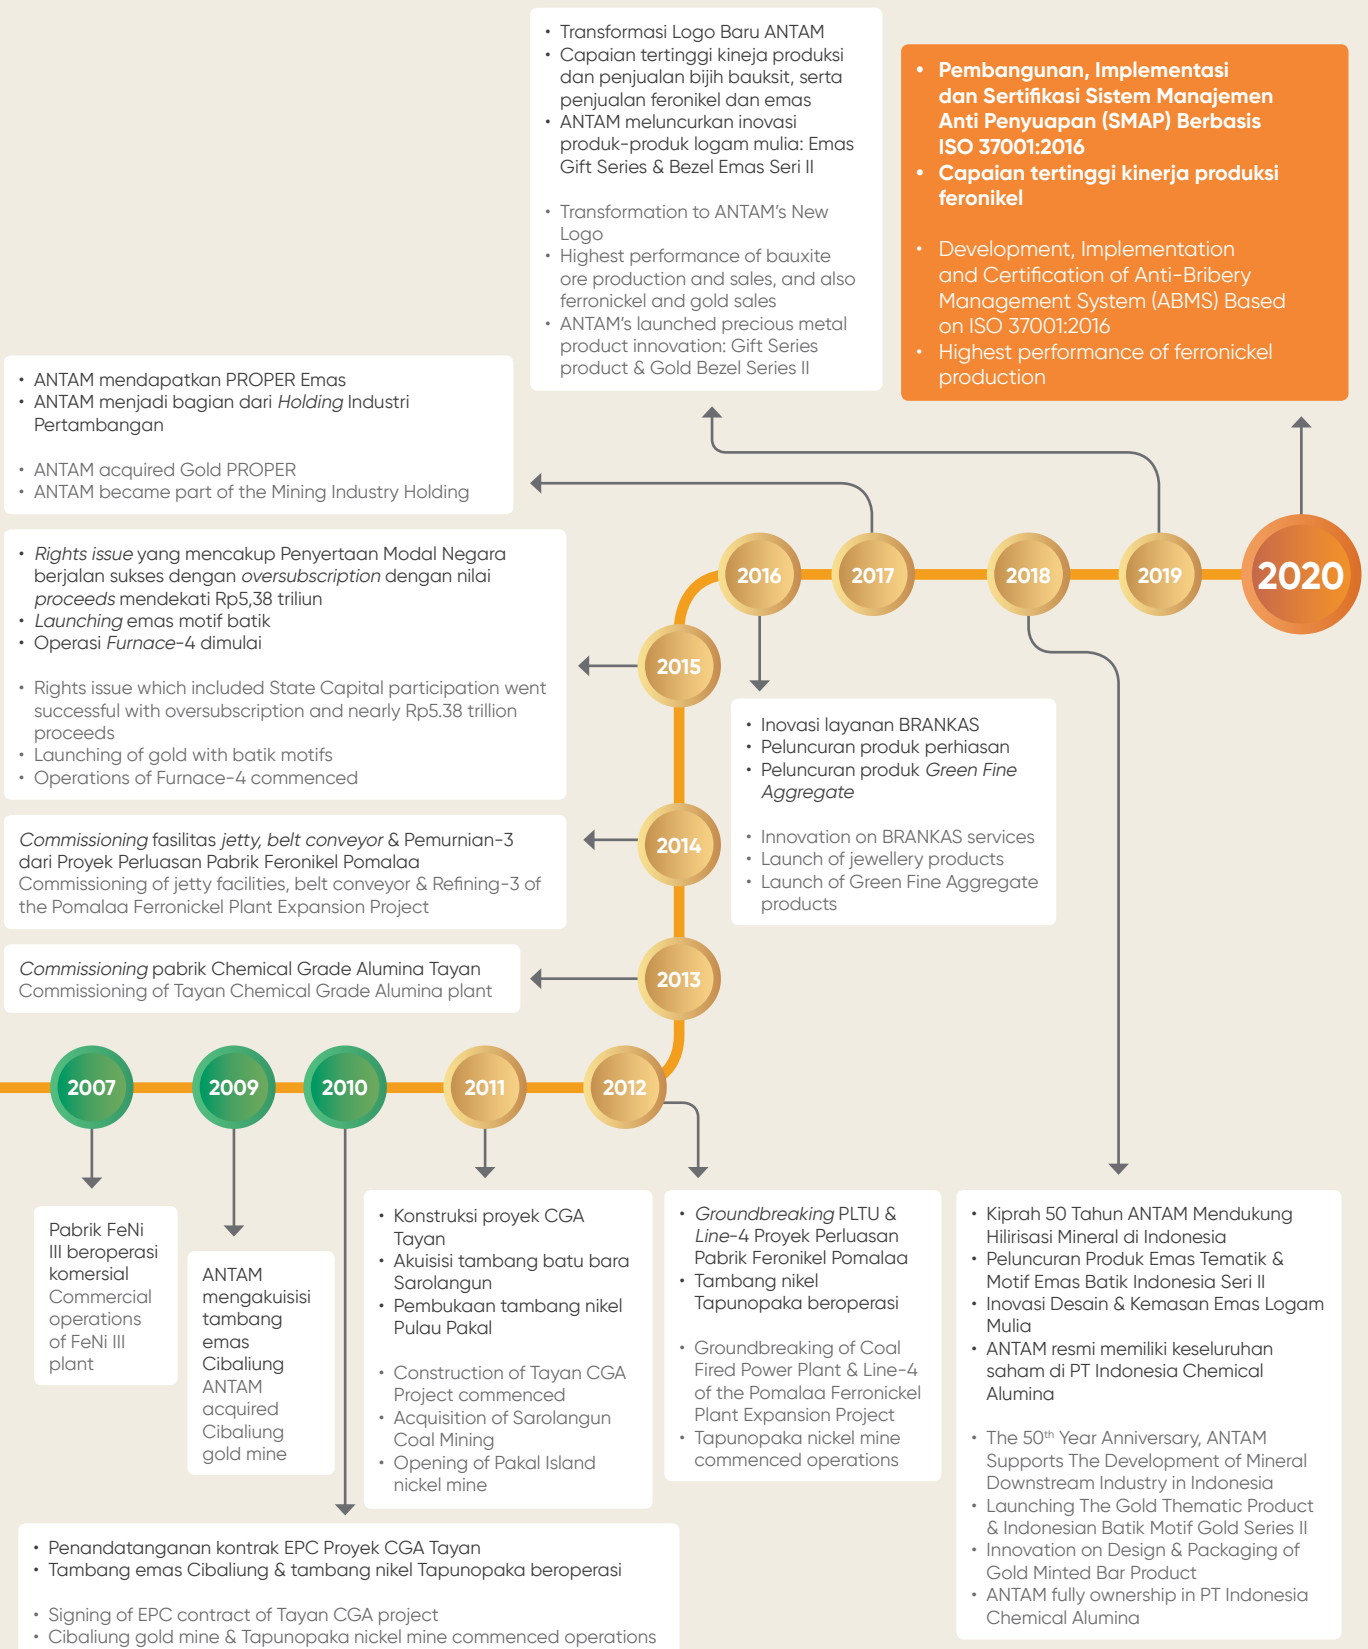 • Transformasi Logo Baru ANTAM
• Capaian tertinggi kineja produksi
dan penjualan bijih bauksit, serta
penjualan feronikel dan emas
• ANTAM meluncurkan inovasi
produk-produk logam mulia: Emas
Gift Series & Bezel Emas Seri II
• Transformation to ANTAM's New
Logo
• Highest performance of bauxite
ore production and sales, and also
ferronickel and gold sales
• ANTAM's launched precious metal
product innovation: Gift Series
product & Gold Bezel Series II
• Pembangunan, Implementasi
dan Sertifikasi Sistem Manajemen
Anti Penyuapan (SMAP) Berbasis
ISO 37001:2016
• Capaian tertinggi kinerja produksi
feronikel
• Development, Implementation
and Certification of Anti-Bribery
Management System (ABMS) Based
on ISO 37001:2016
• Highest performance of ferronickel
production
• ANTAM mendapatkan PROPER Emas
• ANTAM menjadi bagian dari Holding Industri
Pertambangan
• ANTAM acquired Gold PROPER
• ANTAM became part of the Mining Industry Holding
• Rights issue yang mencakup Penyertaan Modal Negara
berjalan sukses dengan oversubscription dengan nilai
proceeds mendekati Rp5,38 triliun
• Launching emas motif batik
• Operasi Furnace-4 dimulai
• Rights issue which included State Capital participation went
successful with oversubscription and nearly Rp5.38 trillion
proceeds
• Launching of gold with batik motifs
• Operations of Furnace-4 commenced
2016
2017
2018
2019
2020
2015
• Inovasi layanan BRANKAS
• Peluncuran produk perhiasan
• Peluncuran produk Green Fine
Aggregate
• Innovation on BRANKAS services
• Launch of jewellery products
• Launch of Green Fine Aggregate
products
Commissioning fasilitas jetty, belt conveyor & Pemurnian-3
dari Proyek Perluasan Pabrik Feronikel Pomalaa
Commissioning of jetty facilities, belt conveyor & Refining-3 of
the Pomalaa Ferronickel Plant Expansion Project
2014
Commissioning pabrik Chemical Grade Alumina Tayan
Commissioning of Tayan Chemical Grade Alumina plant
2013
2007
2009
2010
2011
2012
Pabrik FeNi
III beroperasi
komersial
Commercial
operations
of FeNi III
plant
ANTAM
mengakuisisi
tambang
emas
Cibaliung
ANTAM
acquired
Cibaliung
gold mine
• Konstruksi proyek CGA
Tayan
• Akuisisi tambang batu bara
Sarolangun
• Pembukaan tambang nikel
Pulau Pakal
• Construction of Tayan CGA
Project commenced
• Acquisition of Sarolangun
Coal Mining
• Opening of Pakal Island
nickel mine
• Groundbreaking PLTU &
Line-4 Proyek Perluasan
Pabrik Feronikel Pomalaa
• Tambang nikel
Tapunopaka beroperasi
• Groundbreaking of Coal
Fired Power Plant & Line-4
of the Pomalaa Ferronickel
Plant Expansion Project
• Tapunopaka nickel mine
commenced operations
• Kiprah 50 Tahun ANTAM Mendukung
Hilirisasi Mineral di Indonesia
• Peluncuran Produk Emas Tematik &
Motif Emas Batik Indonesia Seri II
• Inovasi Desain & Kemasan Emas Logam
Mulia
• ANTAM resmi memiliki keseluruhan
saham di PT Indonesia Chemical
Alumina
• The 50th Year Anniversary, ANTAM
Supports The Development of Mineral
Downstream Industry in Indonesia
• Launching The Gold Thematic Product
& Indonesian Batik Motif Gold Series II
• Innovation on Design & Packaging of
Gold Minted Bar Product
• ANTAM fully ownership in PT Indonesia
Chemical Alumina
• Penandatanganan kontrak EPC Proyek CGA Tayan
• Tambang emas Cibaliung & tambang nikel Tapunopaka beroperasi
• Signing of EPC contract of Tayan CGA project
• Cibaliung gold mine & Tapunopaka nickel mine commenced operations